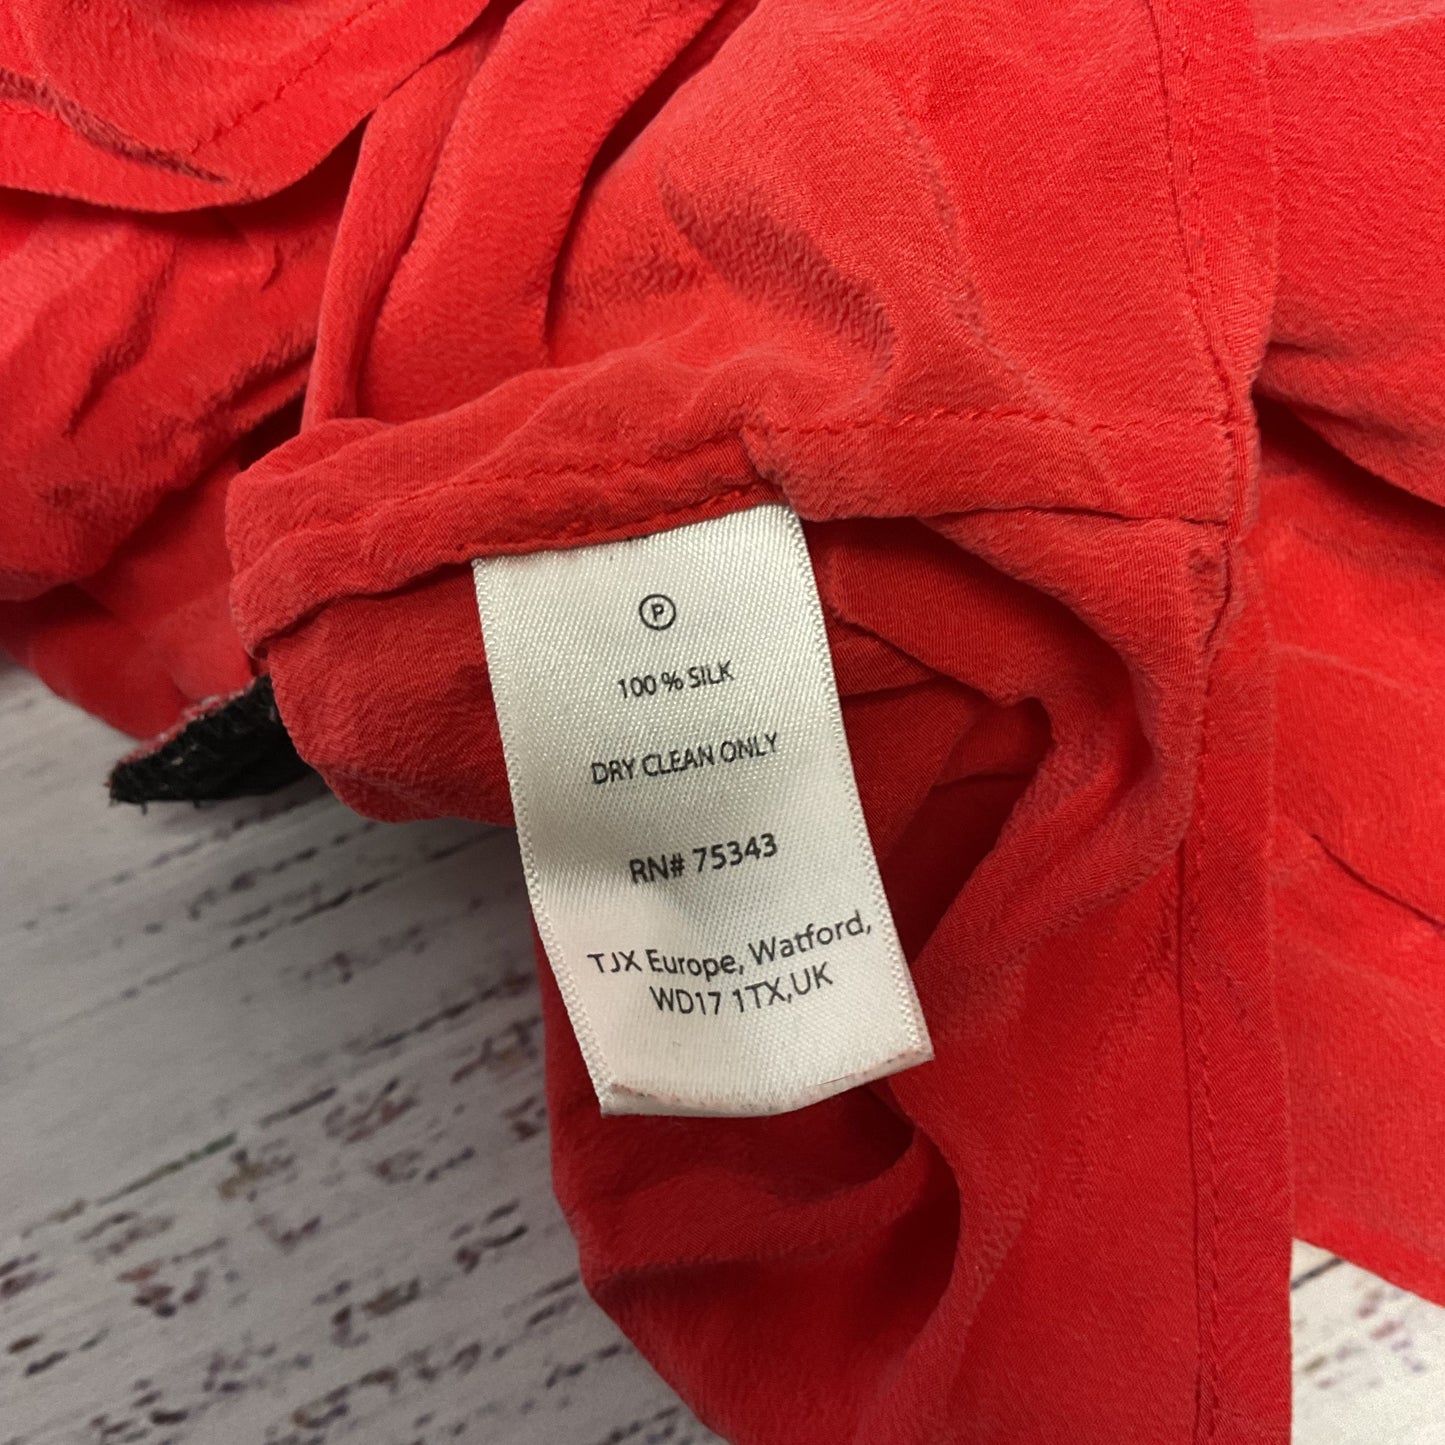 P
100 % SILK
DRY CLEAN ONLY
RN# 75343
TJX Europe, Watford,
WD17 1TX,UK